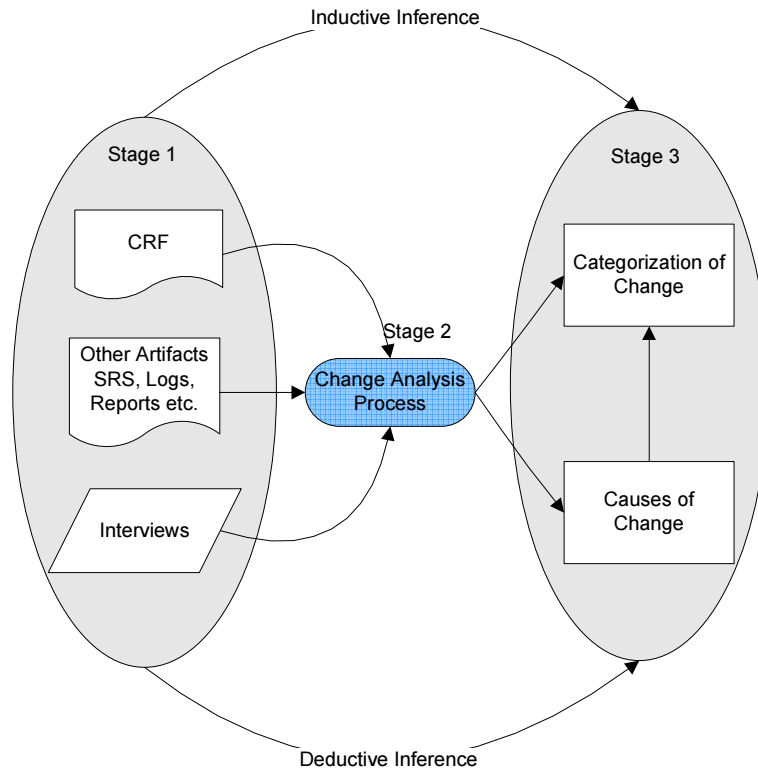 Inductive Inference
Stage 1
CRF
Other Artifacts
SRS, Logs,
Reports etc.
Interviews
Stage 2
Change Analysis
Process
Stage 3
Categorization of
Change
Causes of
Change
Deductive Inference